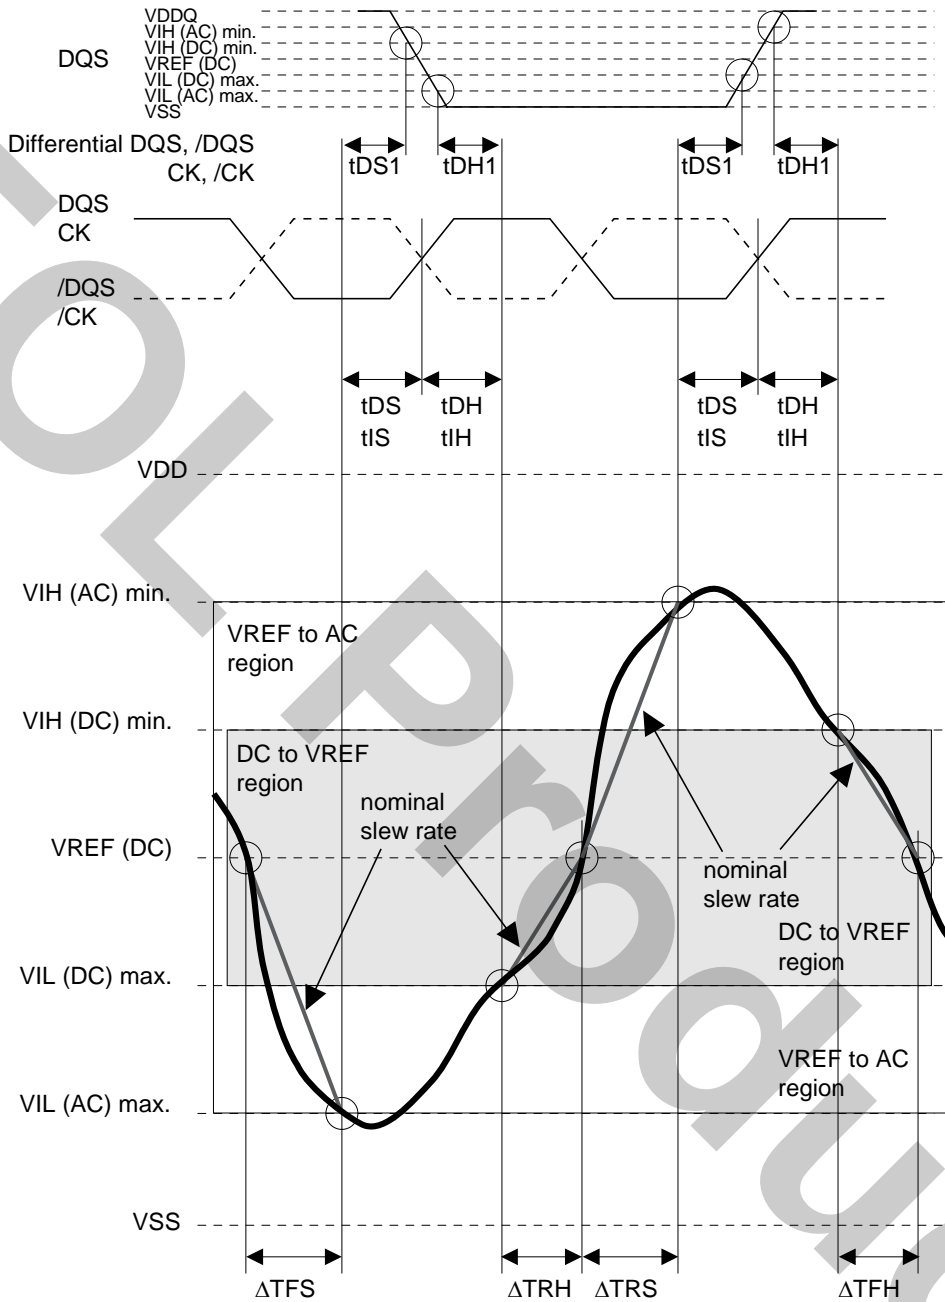 VDDQ
VIH (AC) min.
VIH (DC) min.
DQS
VREF (DC)
VIL (DC) max.
VIL (AC) max.
VSS
Differential DQS, /DQS
CK, /CK
tDS1
tDH1
tDS1
tDH1
DQS
CK
/DQS
/CK
tDS
tIS
tDH
tIH
tDS
tIS
tDH
tIH
VDD
VIH (AC) min.
VREF to AC
region
VIH (DC) min.
DC to VREF
region
nominal
slew rate
VREF (DC)
nominal
slew rate
DC to VREF
region
VIL (DC) max.
VREF to AC
region
VIL (AC) max.
VSS
ΔTFS
ΔTRH
ΔTRS
ΔTFH
OL Product